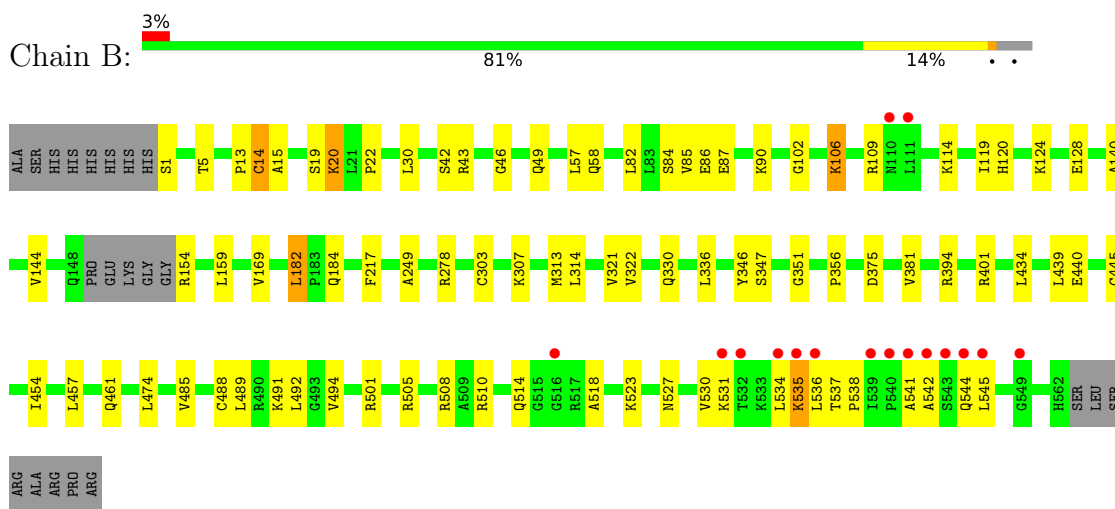 3%
Chain B:
81% 14% • •
ALA SER HIS HIS HIS HIS HIS HIS S1 T5 P13 C14 A15 S19 K20 L21 P22 L30 S42 R43 G46 Q49 L57 Q58 L82 L83 S84 V85 E86 E87 K90 G102 K106 R109 N110 L111 K114 I119 H120 K124 E128 A140
V144 Q148 PRO GLU LYS GLY GLY R154 L159 V169 L182 P183 Q184 F217 A249 R278 C303 K307 M313 L314 V321 V322 Q330 L336 Y346 S347 G351 P356 D375 V381 R394 R401 L434 L439 E440
I454 L457 Q461 L474 V485 C488 L489 R490 K491 L492 G493 V494 R501 R505 R508 A509 R510 Q514 G515 G516 R517 A518 K523 N527 V530 K531 T532 K533 L534 K535 L536 T537 P538 I539 P540 A541 A542 S543 Q544 L545 G549 H562 SER LEU SER
ARG ALA ARG PRO ARG